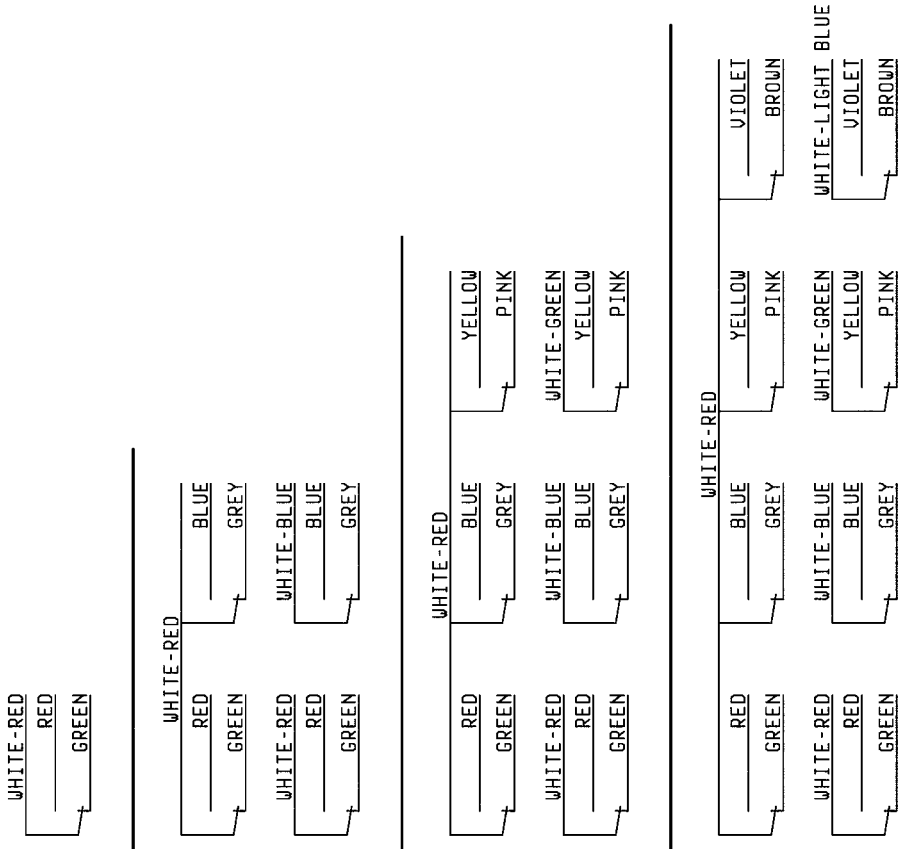 WHITE-RED
RED
GREEN
WHITE-RED
RED
GREEN
BLUE
GREY
WHITE-RED
RED
GREEN
WHITE-BLUE
BLUE
GREY
WHITE-RED
RED
GREEN
BLUE
GREY
YELLOW
PINK
WHITE-RED
RED
GREEN
WHITE-BLUE
BLUE
GREY
WHITE-GREEN
YELLOW
PINK
WHITE-RED
RED
GREEN
BLUE
GREY
YELLOW
PINK
VIOLET
BROWN
WHITE-RED
RED
GREEN
WHITE-BLUE
BLUE
GREY
WHITE-GREEN
YELLOW
PINK
WHITE-LIGHT BLUE
VIOLET
BROWN